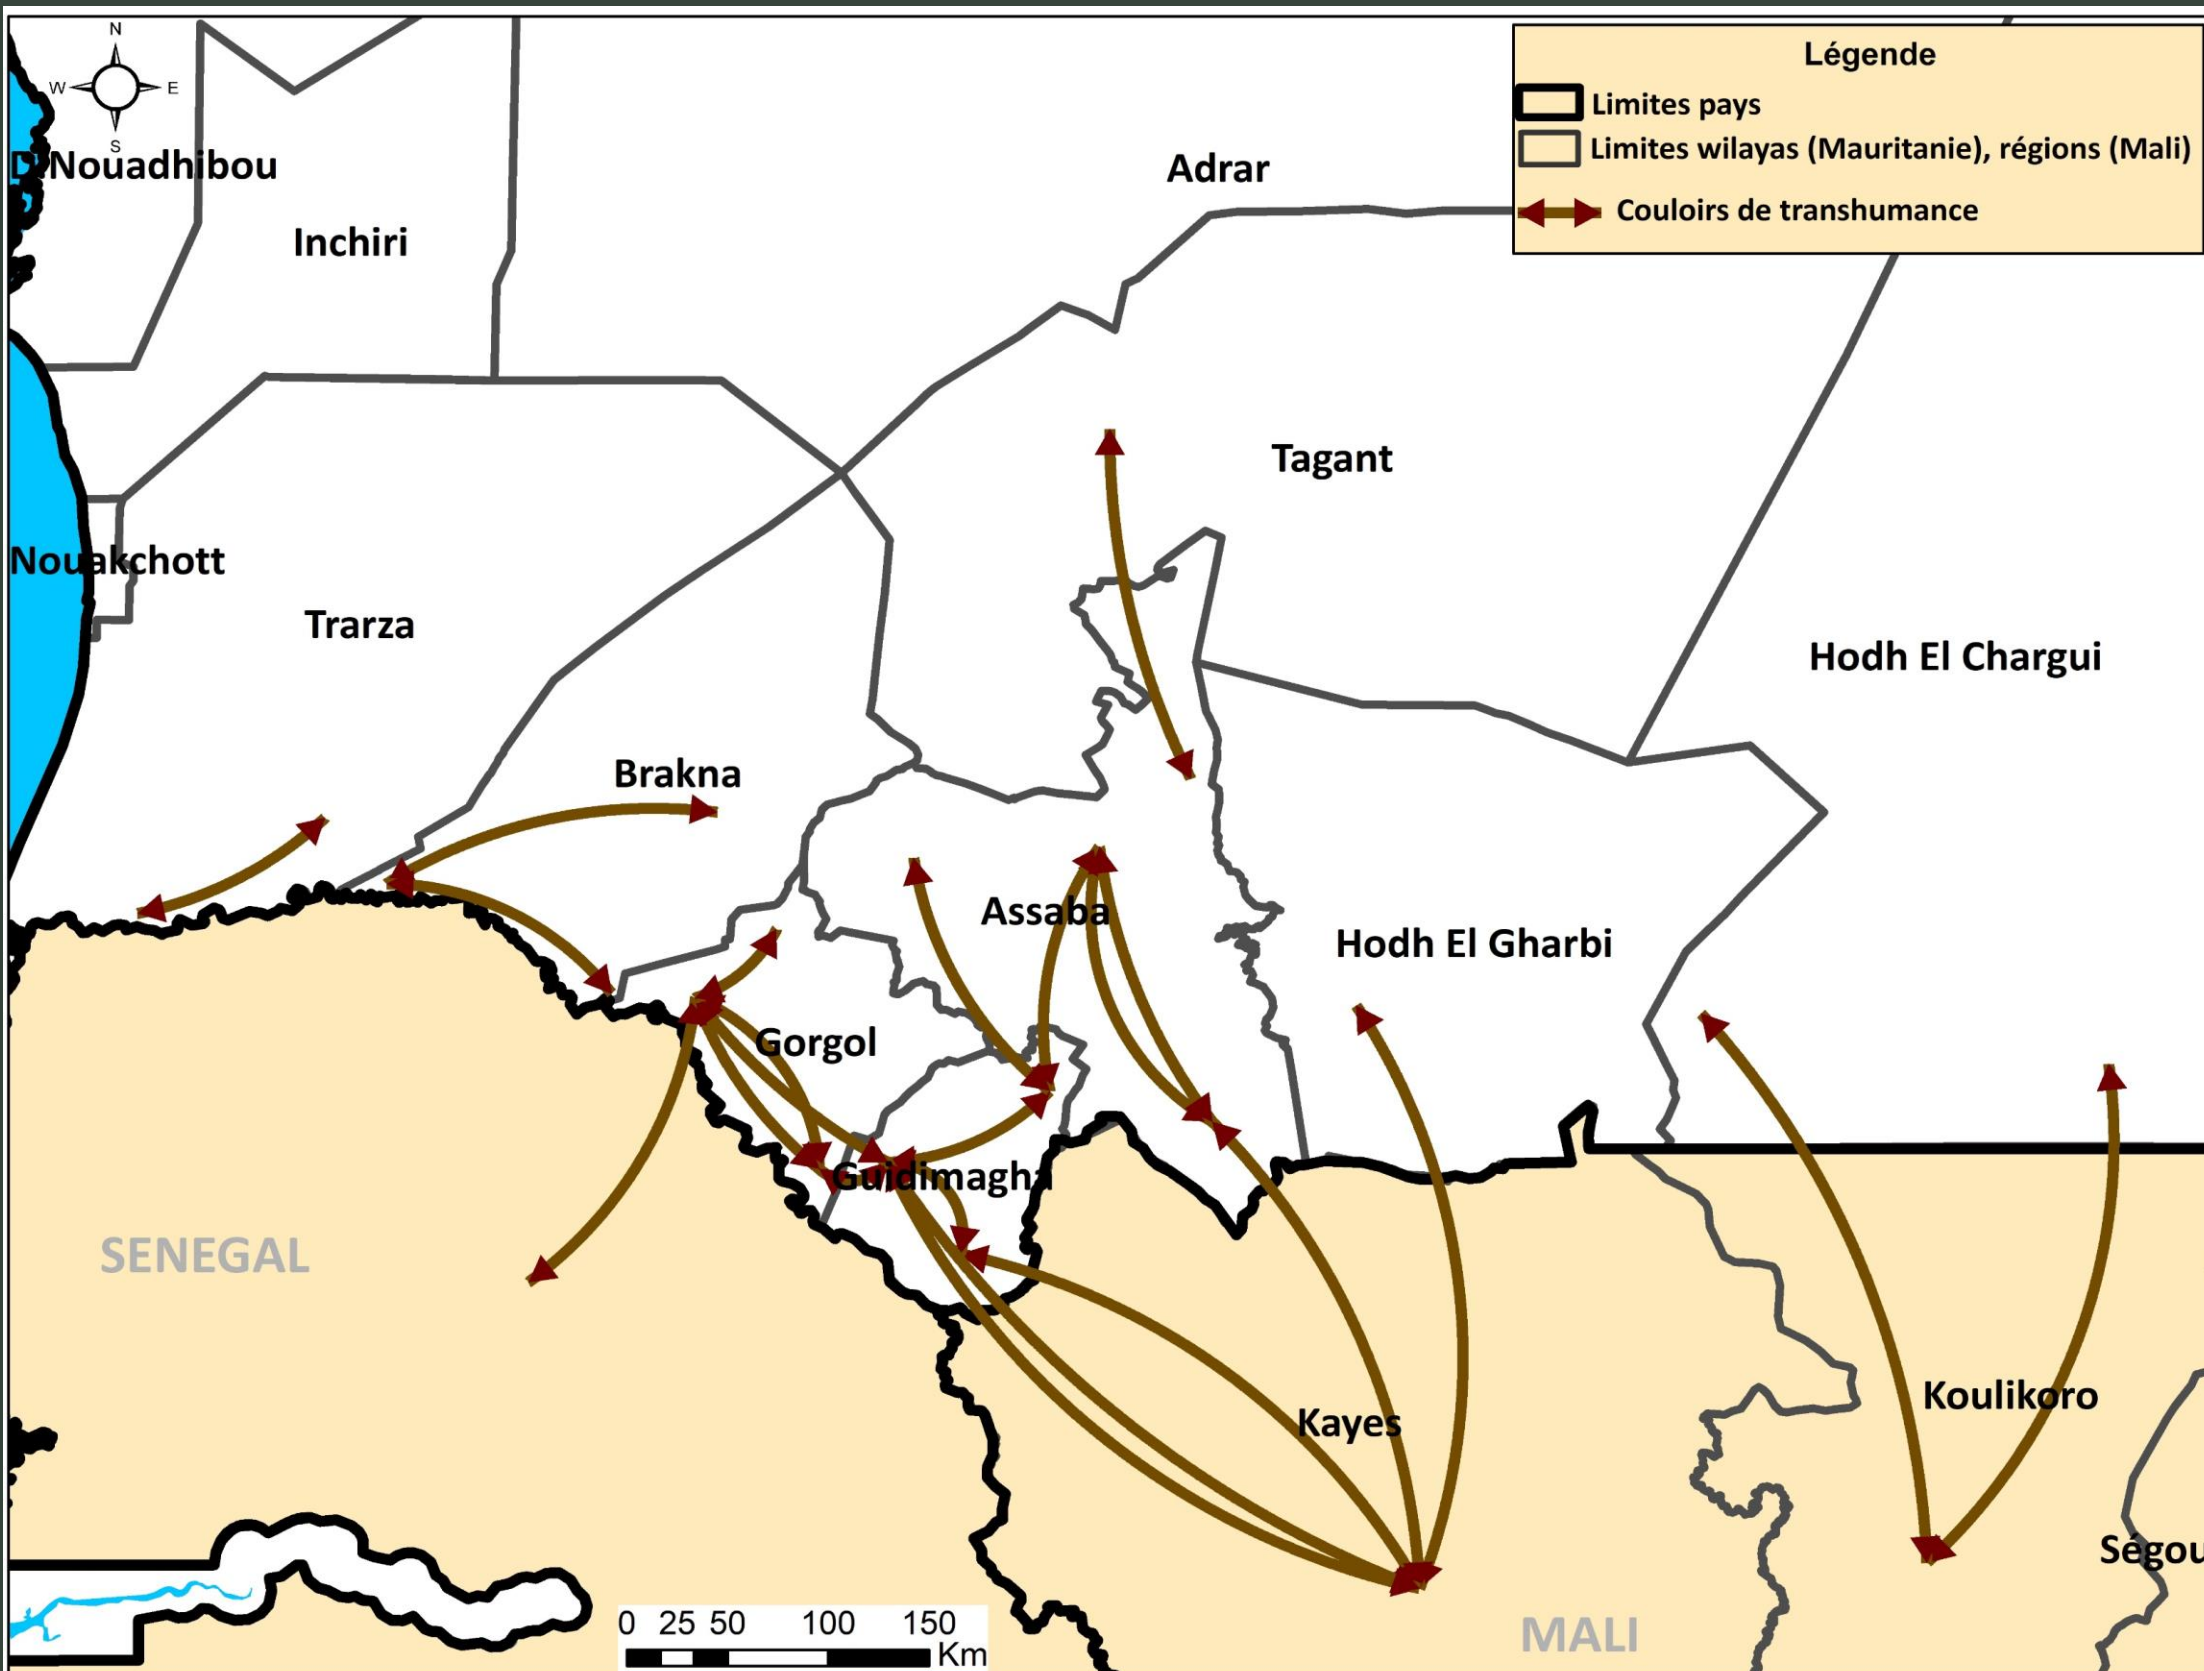 N
W E
S
Légende
Limites pays
Limites wilayas (Mauritanie), régions (Mali)
Couloirs de transhumance
D.Nouadhibou
Adrar
Inchiri
Tagant
Nouakchott
Trarza
Hodh El Chargui
Brakna
Assaba
Hodh El Gharbi
Gorgol
Guidimagha
SENEGAL
Koulikoro
Kayes
Ségou
MALI
0 25 50 100 150
Km